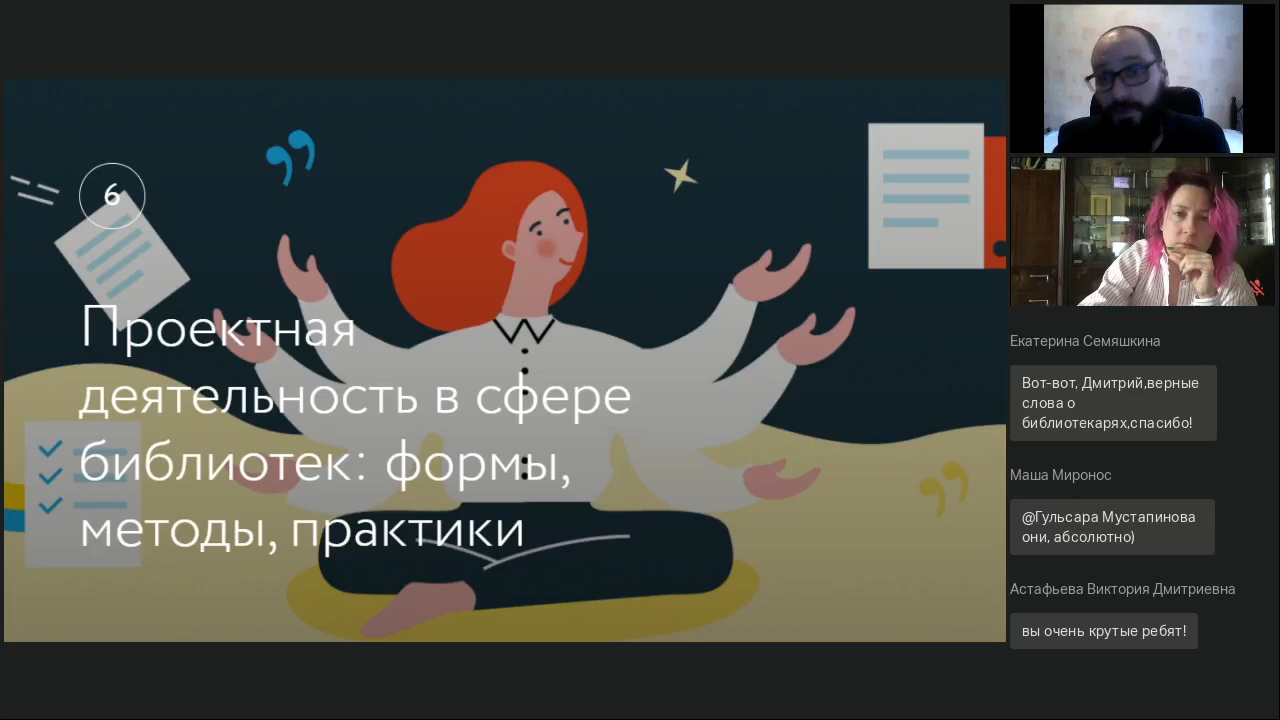 6
Проектная
деятельность в сфере
библиотек: формы,
методы, практики
Екатерина Семяшкина
Вот-вот, Дмитрий,верные
слова о
библиотекарях,спасибо!
Маша Миронос
@Гульсара Мустапинова
они, абсолютно)
Астафьева Виктория Дмитриевна
вы очень крутые ребят!